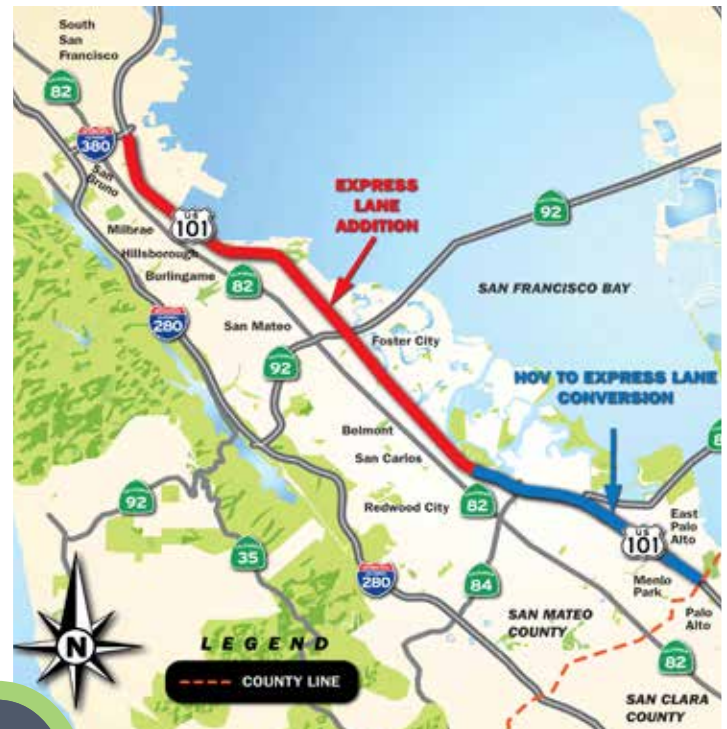 South
San
Francisco
82
380
San
Bruno
US
101
Milbrae
Hillsborough
Burlingame
82
280
San Mateo
EXPRESS
LANE
ADDITION
92
SAN FRANCISCO BAY
Foster City
92
HOV TO EXPRESS LANE
CONVERSION
Belmont
San Carlos
Redwood City
82
92
35
280
84
East
Palo
Alto
US
101
Menlo
Park
Palo
Alto
SAN MATEO
COUNTY
82
SAN CLARA
COUNTY
N
LEGEND
COUNTY LINE